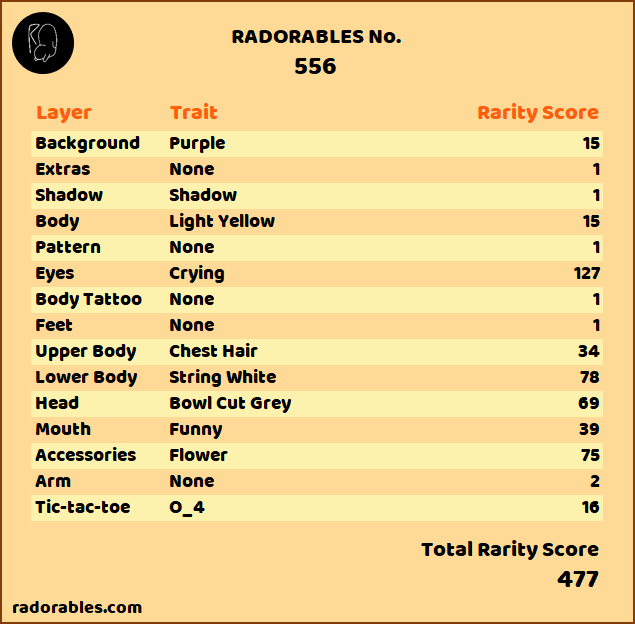 RADORABLES No.
556
Layer Trait Rarity Score
Background Purple 15
Extras None 1
Shadow Shadow 1
Body Light Yellow 15
Pattern None 1
Eyes Crying 127
Body Tattoo None 1
Feet None 1
Upper Body Chest Hair 34
Lower Body String White 78
Head Bowl Cut Grey 69
Mouth Funny 39
Accessories Flower 75
Arm None 2
Tic-tac-toe O_4 16
Total Rarity Score
477
radorables.com